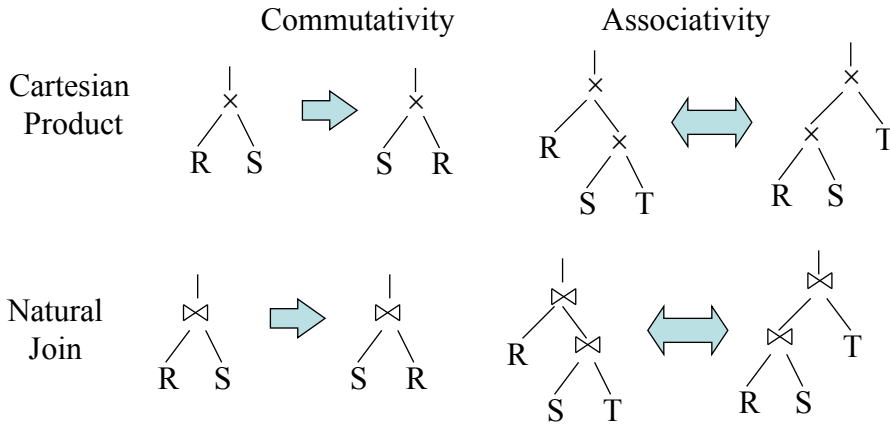 Commutativity Associativity
Cartesian
Product
× × × ×
R S S R R × × T
S T R S
Natural
Join
⋈ ⋈ ⋈ ⋈
R S S R R ⋈ ⋈ T
S T R S